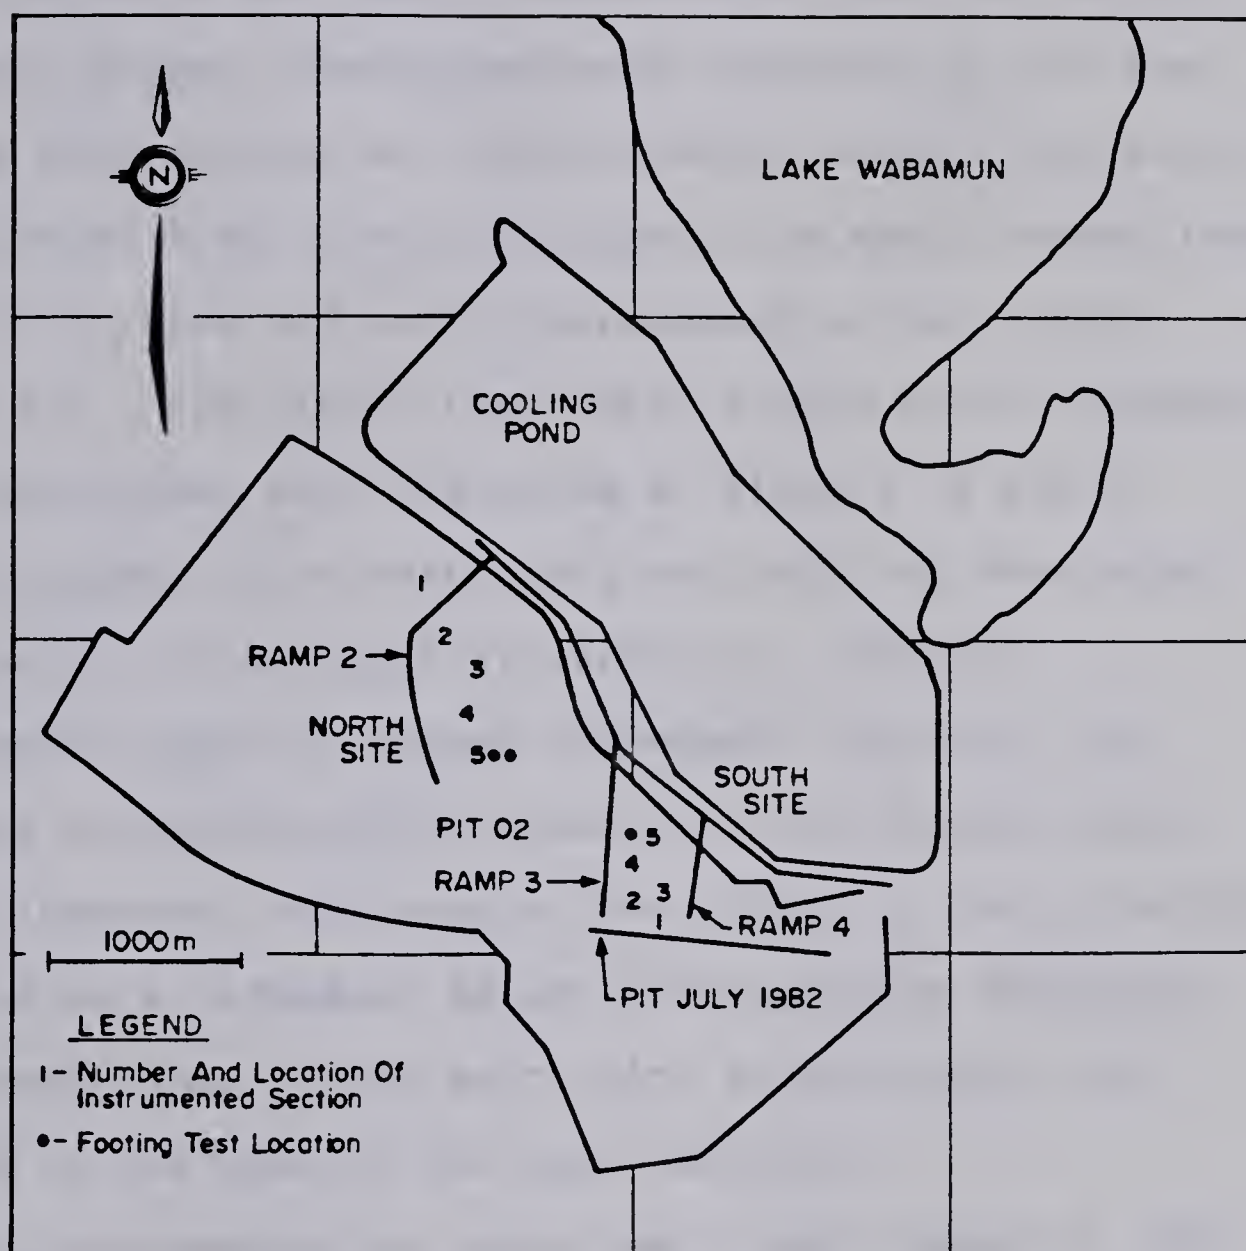 LAKE WABAMUN
N
E
COOLING
POND
1
2
RAMP 2
3
4
NORTH
SITE
5
SOUTH
SITE
PIT 02
5
4
RAMP 3
2 3
1
RAMP 4
1000m
PIT JULY 1982
LEGEND
1- Number And Location Of
Instrumented Section
●- Footing Test Location